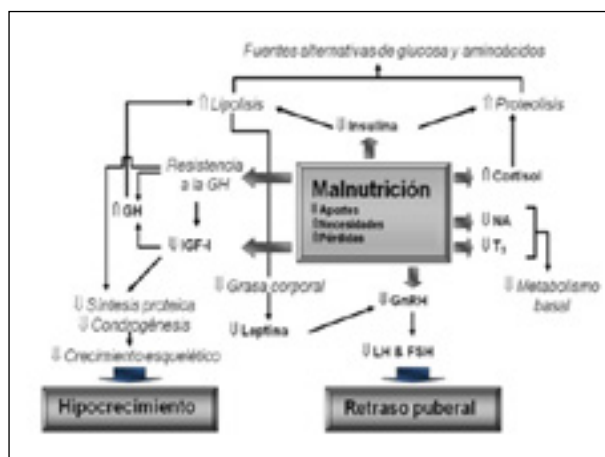 Fuentes alternativas de glucosa y aminoácidos
⇧ Lipolisis
⇧ Proteolisis
⇩ Insulina
Resistencia
a la GH
⇧ GH
⇩ IGF-I
Malnutrición
⇩ Aportes
⇧ Necesidades
⇧ Pérdidas
⇧ Cortisol
⇩ NA
⇩ T₃
⇩ Metabolismo
basal
⇩ Grasa corporal
⇩ GnRH
⇩ Síntesis proteica
⇩ Condrogénesis
⇩ Leptina
⇩ LH & FSH
⇩ Crecimiento esquelético
Hipocrecimiento
Retraso puberal